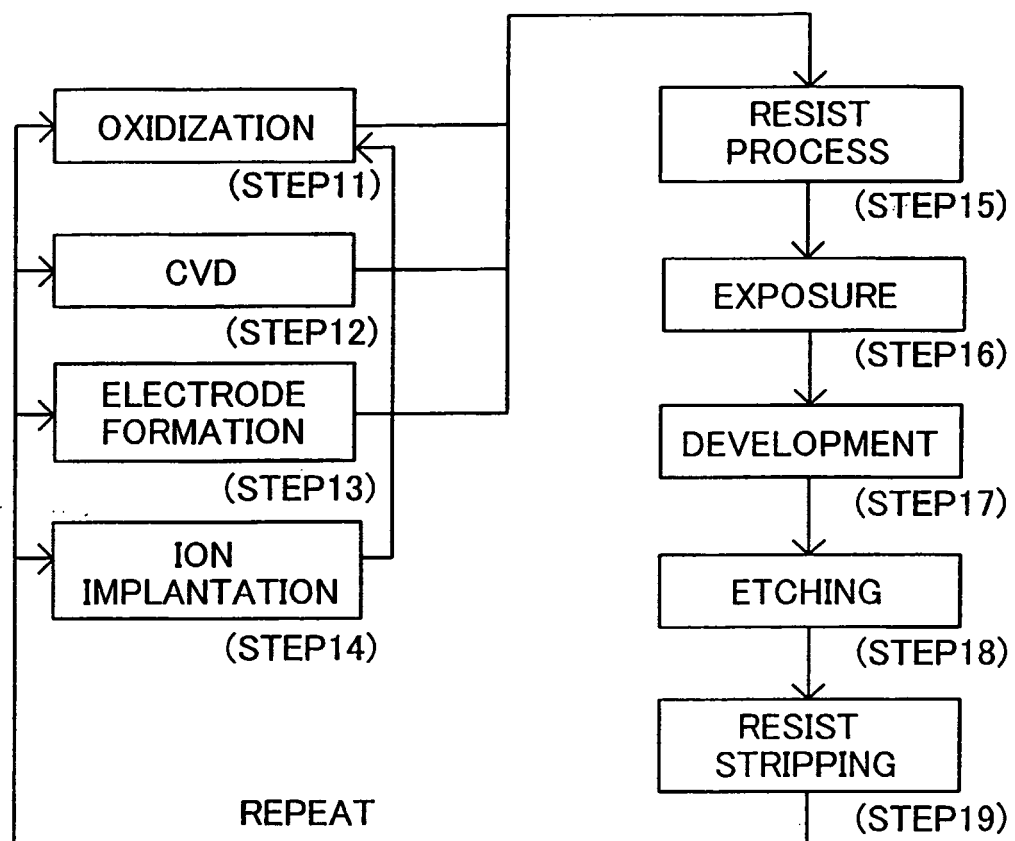 OXIDIZATION
(STEP11)
CVD
(STEP12)
ELECTRODE
FORMATION
(STEP13)
ION
IMPLANTATION
(STEP14)
REPEAT
RESIST
PROCESS
(STEP15)
EXPOSURE
(STEP16)
DEVELOPMENT
(STEP17)
ETCHING
(STEP18)
RESIST
STRIPPING
(STEP19)